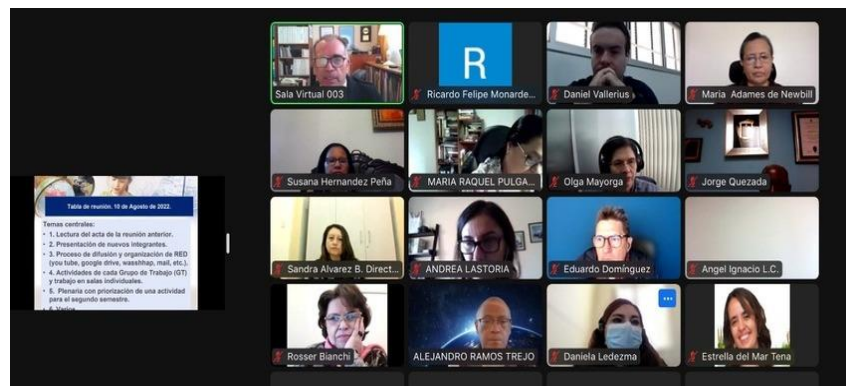 Sala Virtual 003
R
Ricardo Felipe Monarde...
Daniel Vallerius
Maria Adames de Newbill
Susana Hernandez Peña
MARIA RAQUEL PULGA...
Olga Mayorga
Jorge Quezada
Tabla de reunión. 10 de Agosto de 2022.
Temas centrales:
• 1. Lectura del acta de la reunión anterior.
• 2. Presentación de nuevos integrantes.
• 3. Proceso de difusión y organización de RED
(you tube, google drive, wasshhap, mail, etc.).
• 4. Actividades de cada Grupo de Trabajo (GT)
y trabajo en salas individuales.
• 5. Plenaria con priorización de una actividad
para el segundo semestre.
• 6. Varios
Sandra Alvarez B. Direct...
ANDREA LASTORIA
Eduardo Domínguez
Angel Ignacio L.C.
Rosser Bianchi
ALEJANDRO RAMOS TREJO
Daniela Ledezma
Estrella del Mar Tena